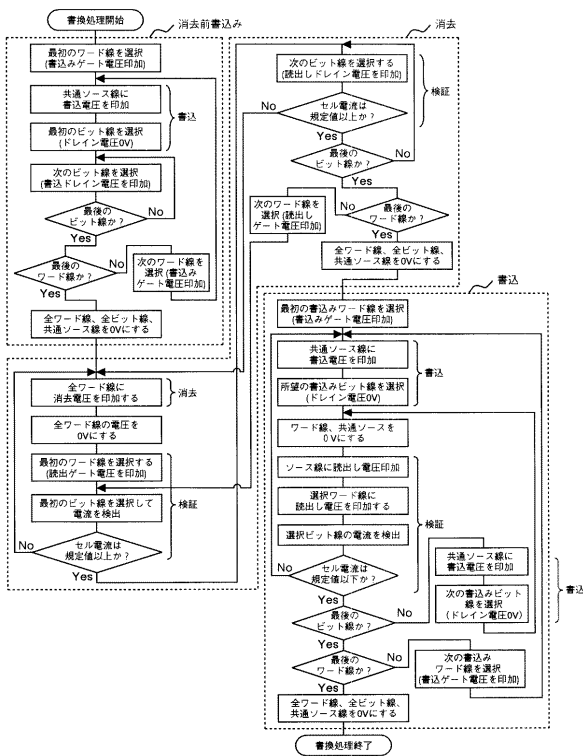 書換処理開始
消去前書込み
最初のワード線を選択
(書込みゲート電圧印加)
共通ソース線に
書込電圧を印加
最初のビット線を選択
(ドレイン電圧0V)
書込
次のビット線を選択
(書込ドレイン電圧を印加)
最後の
ビット線か?
No
Yes
最後の
ワード線か?
No
Yes
次のワード線を
選択(書込み
ゲート電圧印加)
全ワード線、全ビット線、
共通ソース線を0Vにする
消去
全ワード線に
消去電圧を印加する
消去
全ワード線の電圧を
0Vにする
最初のワード線を選択する
(読出ゲート電圧を印加)
最初のビット線を選択して
電流を検出
検証
セル電流は
規定値以上か?
No
Yes
次のビット線を選択する
(読出しドレイン電圧を印加)
検証
セル電流は
規定値以上か?
No
Yes
最後の
ビット線か?
No
Yes
最後の
ワード線か?
No
Yes
次のワード線を
選択(読出し
ゲート電圧印加)
全ワード線、全ビット線、
共通ソース線を0Vにする
書込
最初の書込みワード線を選択
(書込みゲート電圧印加)
共通ソース線に
書込電圧を印加
所望の書込みビット線を選択
(ドレイン電圧0V)
書込
ワード線、共通ソースを
0Vにする
ソース線に読出し電圧印加
選択ワード線に
読出し電圧を印加する
選択ビット線の電流を検出
検証
セル電流は
規定値以下か?
No
Yes
最後の
ビット線か?
No
Yes
共通ソース線に
書込電圧を印加
次の書込みビット
線を選択
(ドレイン電圧0V)
書込
最後の
ワード線か?
No
Yes
次の書込み
ワード線を選択
(書込ゲート電圧を印加)
全ワード線、全ビット線、
共通ソース線を0Vにする
書換処理終了